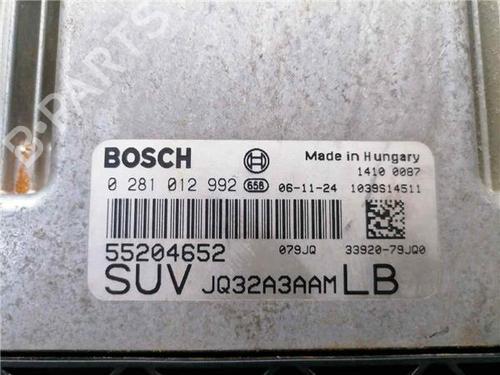 B-PARTS
BOSCH Made in Hungary
1410 0087
0 281 012 992 656 06-11-24 1039S14511
55204652 079JQ 33920-79JQ0
SUV JQ32A3AAM LB